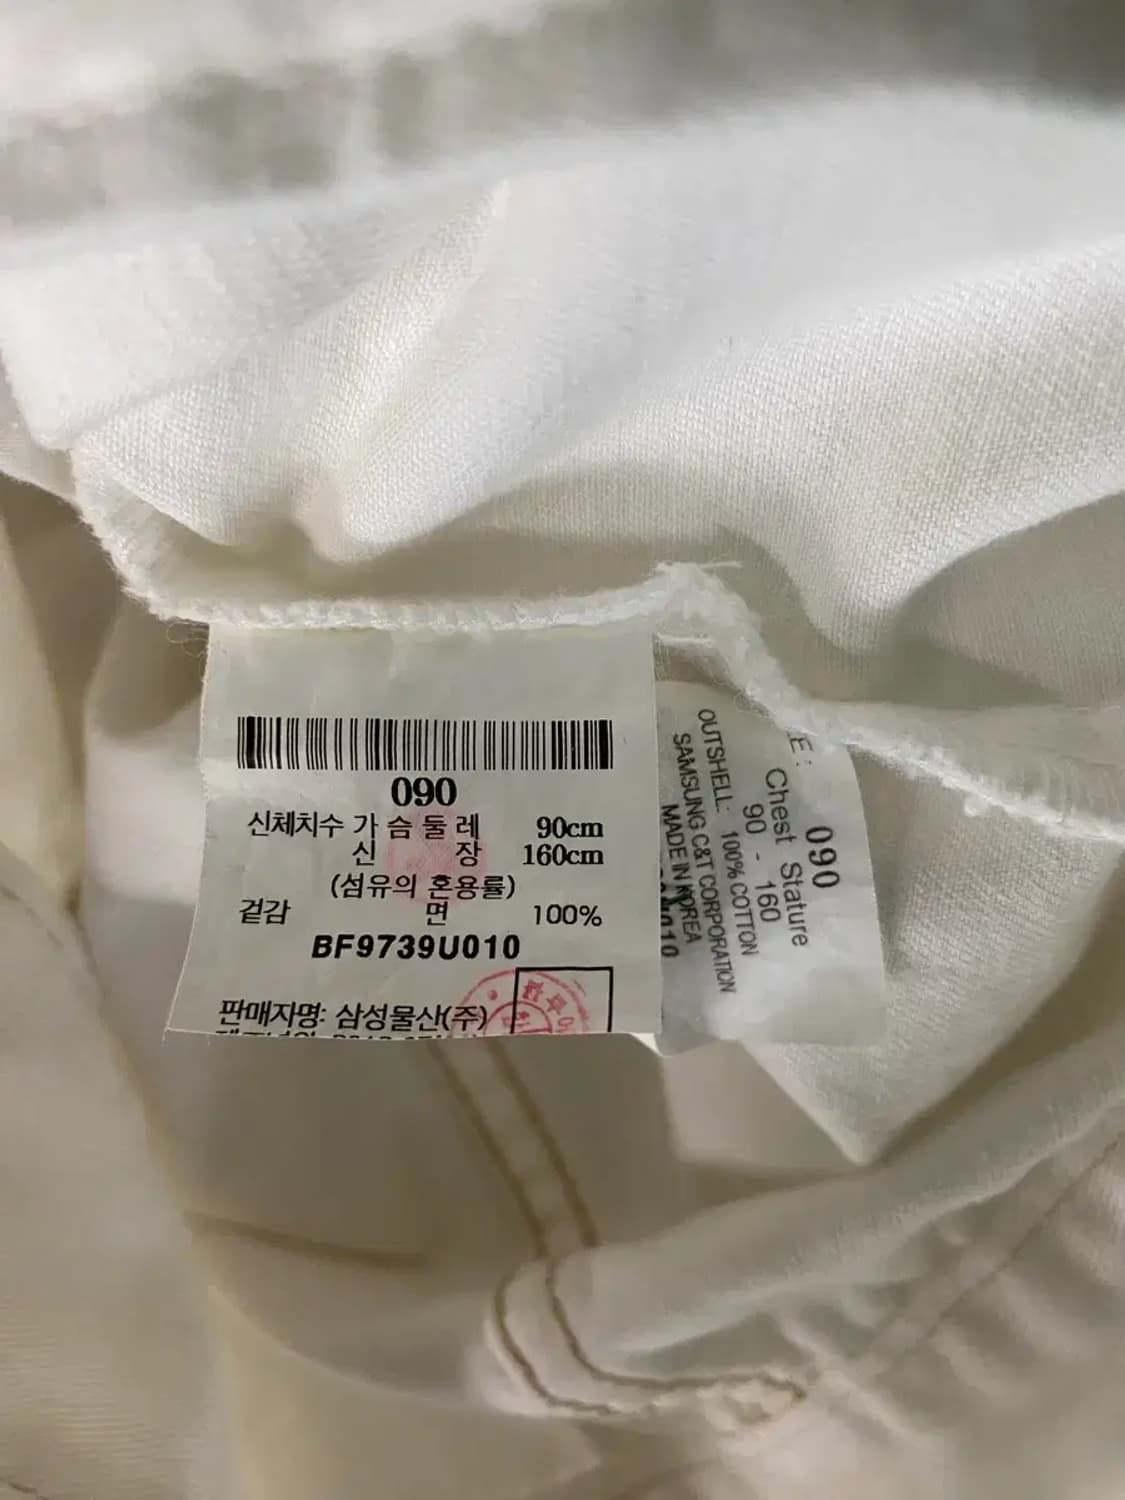 090
신체치수 가 슴 둘 레 90cm
신 장 160cm
(섬유의 혼용률)
겉감 면 100%
BF9739U010
판매자명: 삼성물산(주)
E: 090
Chest Stature
90 - 160
OUTSHELL: 100% COTTON
SAMSUNG C&T CORPORATION
MADE IN KOREA